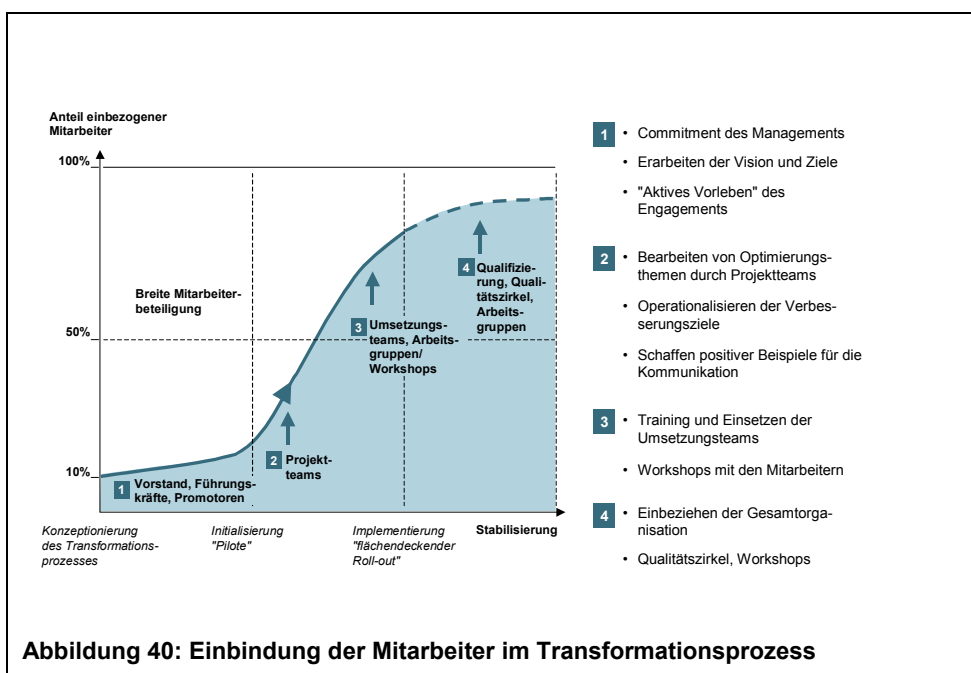 Anteil einbezogener
Mitarbeiter
100%
50%
10%
Breite Mitarbeiter-
beteiligung
1 Vorstand, Führungs-
kräfte, Promotoren
2 Projekt-
teams
3 Umsetzungs-
teams, Arbeits-
gruppen/
Workshops
4 Qualifizie-
rung, Quali-
tätszirkel,
Arbeits-
gruppen
Konzeptionierung
des Transformations-
prozesses
Initialisierung
"Pilote"
Implementierung
"flächendeckender
Roll-out"
Stabilisierung
1 • Commitment des Managements
• Erarbeiten der Vision und Ziele
• "Aktives Vorleben" des
Engagements
2 • Bearbeiten von Optimierungs-
themen durch Projektteams
• Operationalisieren der Verbes-
serungsziele
• Schaffen positiver Beispiele für die
Kommunikation
3 • Training und Einsetzen der
Umsetzungsteams
• Workshops mit den Mitarbeitern
4 • Einbeziehen der Gesamtorga-
nisation
• Qualitätszirkel, Workshops
Abbildung 40: Einbindung der Mitarbeiter im Transformationsprozess